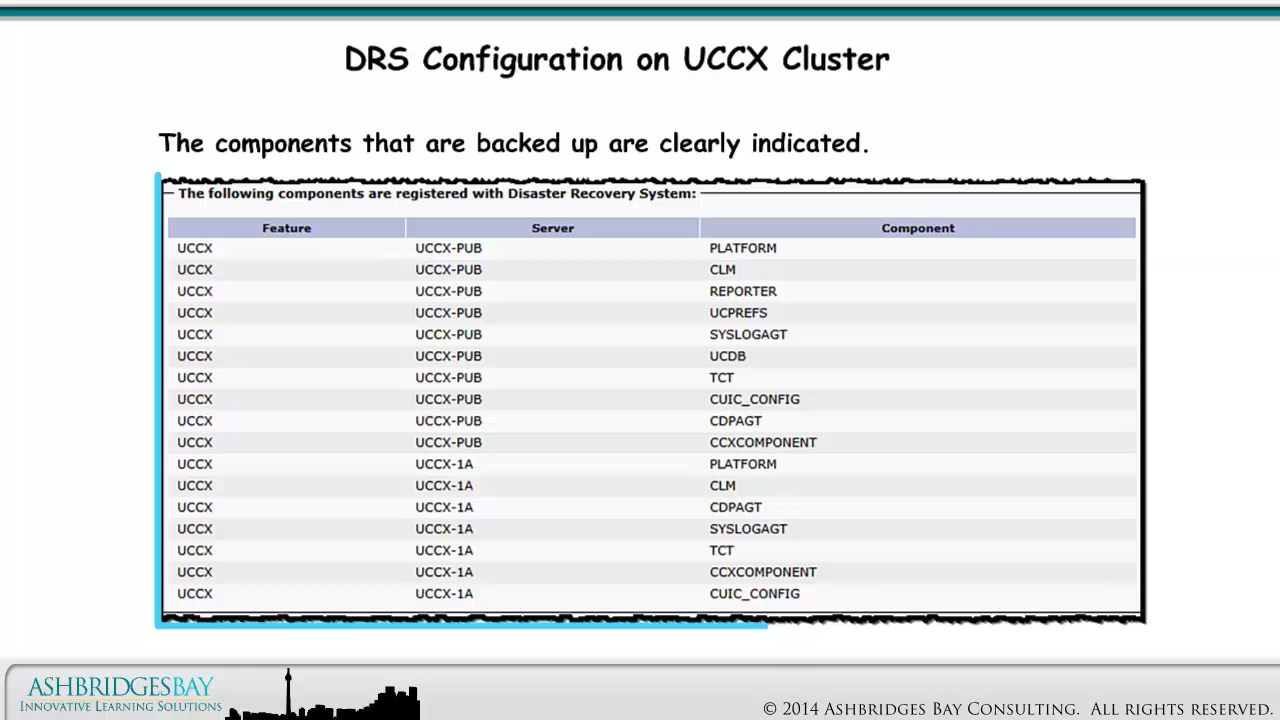 DRS Configuration on UCCX Cluster
The components that are backed up are clearly indicated.
The following components are registered with Disaster Recovery System:
Feature Server Component
UCCX UCCX-PUB PLATFORM
UCCX UCCX-PUB CLM
UCCX UCCX-PUB REPORTER
UCCX UCCX-PUB UCPREFS
UCCX UCCX-PUB SYSLOGAGT
UCCX UCCX-PUB UCDB
UCCX UCCX-PUB TCT
UCCX UCCX-PUB CUIC_CONFIG
UCCX UCCX-PUB CDPAGT
UCCX UCCX-PUB CCXCOMPONENT
UCCX UCCX-1A PLATFORM
UCCX UCCX-1A CLM
UCCX UCCX-1A CDPAGT
UCCX UCCX-1A SYSLOGAGT
UCCX UCCX-1A TCT
UCCX UCCX-1A CCXCOMPONENT
UCCX UCCX-1A CUIC_CONFIG
ASHBRIDGESBAY
INNOVATIVE LEARNING SOLUTIONS
© 2014 ASHBRIDGES BAY CONSULTING. ALL RIGHTS RESERVED.